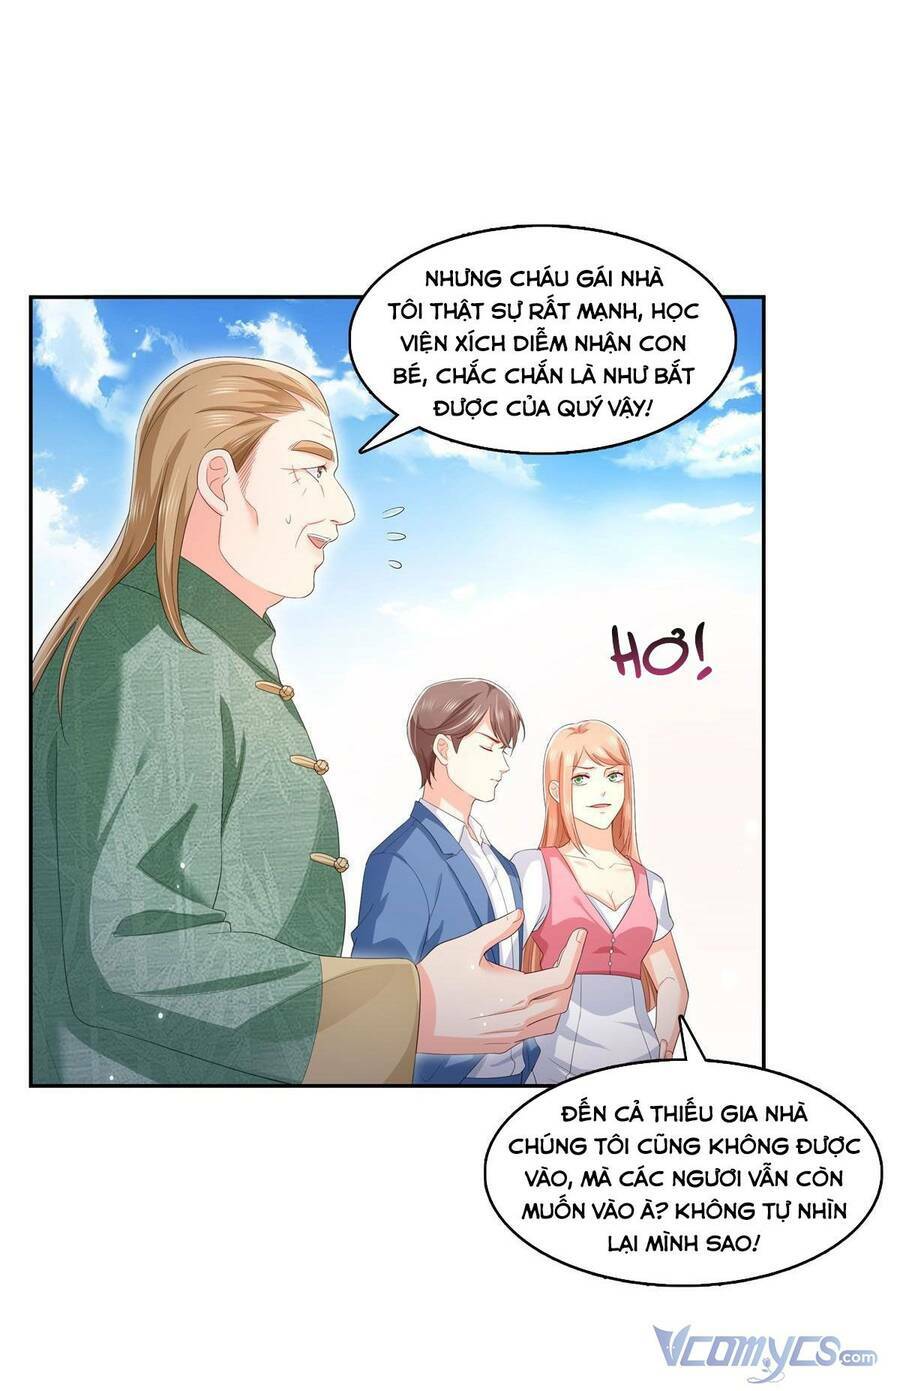 NHƯNG CHÁU GÁI NHÀ
TÔI THẬT SỰ RẤT MẠNH, HỌC
VIỆN XÍCH DIỄM NHẬN CON
BÉ, CHẮC CHẮN LÀ NHƯ BẮT
ĐƯỢC CỦA QUÝ VẬY!
HƠ!
ĐẾN CẢ THIẾU GIA NHÀ
CHÚNG TÔI CŨNG KHÔNG ĐƯỢC
VÀO, MÀ CÁC NGƯƠI VẪN CÒN
MUỐN VÀO À? KHÔNG TỰ NHÌN
LẠI MÌNH SAO!
VCOMYCS.com